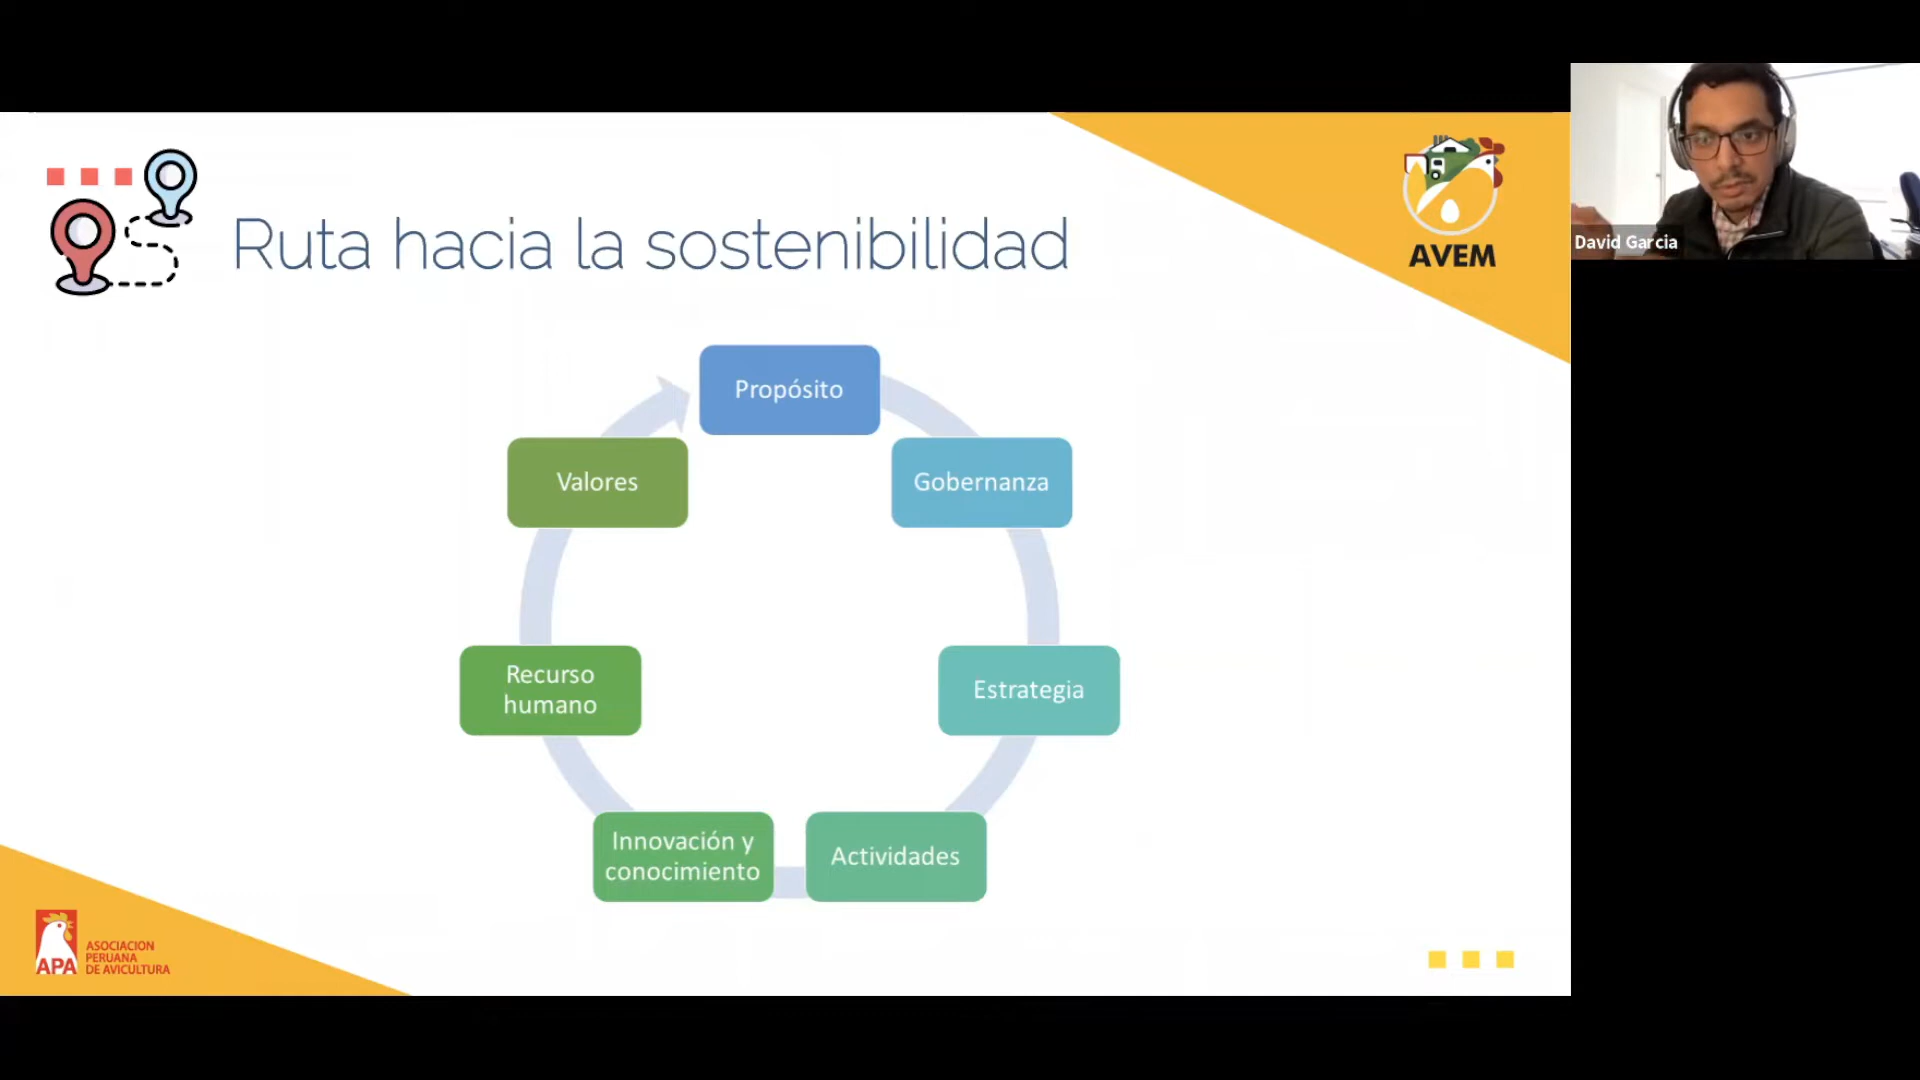 Ruta hacia la sostenibilidad
AVEM
David Garcia
Propósito
Valores
Gobernanza
Recurso
humano
Estrategia
Innovación y
conocimiento
Actividades
APA
ASOCIACION
PERUANA
DE AVICULTURA